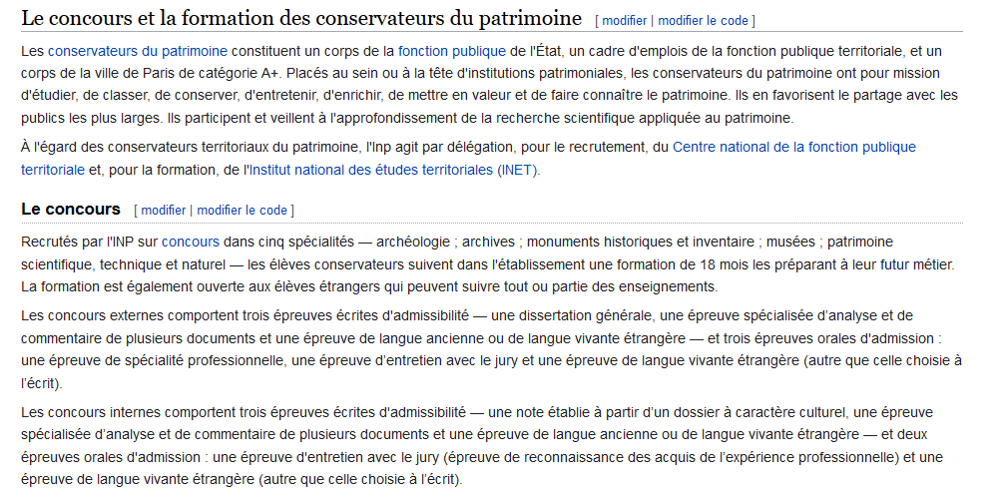 Le concours et la formation des conservateurs du patrimoine [ modifier | modifier le code ]
Les conservateurs du patrimoine constituent un corps de la fonction publique de l'État, un cadre d'emplois de la fonction publique territoriale, et un
corps de la ville de Paris de catégorie A+. Placés au sein ou à la tête d'institutions patrimoniales, les conservateurs du patrimoine ont pour mission
d'étudier, de classer, de conserver, d'entretenir, d'enrichir, de mettre en valeur et de faire connaître le patrimoine. Ils en favorisent le partage avec les
publics les plus larges. Ils participent et veillent à l'approfondissement de la recherche scientifique appliquée au patrimoine.
À l'égard des conservateurs territoriaux du patrimoine, l'Inp agit par délégation, pour le recrutement, du Centre national de la fonction publique
territoriale et, pour la formation, de l'Institut national des études territoriales (INET).
Le concours [ modifier | modifier le code ]
Recrutés par l'INP sur concours dans cinq spécialités — archéologie ; archives ; monuments historiques et inventaire ; musées ; patrimoine
scientifique, technique et naturel — les élèves conservateurs suivent dans l'établissement une formation de 18 mois les préparant à leur futur métier.
La formation est également ouverte aux élèves étrangers qui peuvent suivre tout ou partie des enseignements.
Les concours externes comportent trois épreuves écrites d'admissibilité — une dissertation générale, une épreuve spécialisée d’analyse et de
commentaire de plusieurs documents et une épreuve de langue ancienne ou de langue vivante étrangère — et trois épreuves orales d'admission :
une épreuve de spécialité professionnelle, une épreuve d’entretien avec le jury et une épreuve de langue vivante étrangère (autre que celle choisie à
l’écrit).
Les concours internes comportent trois épreuves écrites d'admissibilité — une note établie à partir d’un dossier à caractère culturel, une épreuve
spécialisée d’analyse et de commentaire de plusieurs documents et une épreuve de langue ancienne ou de langue vivante étrangère — et deux
épreuves orales d'admission : une épreuve d'entretien avec le jury (épreuve de reconnaissance des acquis de l’expérience professionnelle) et une
épreuve de langue vivante étrangère (autre que celle choisie à l’écrit).